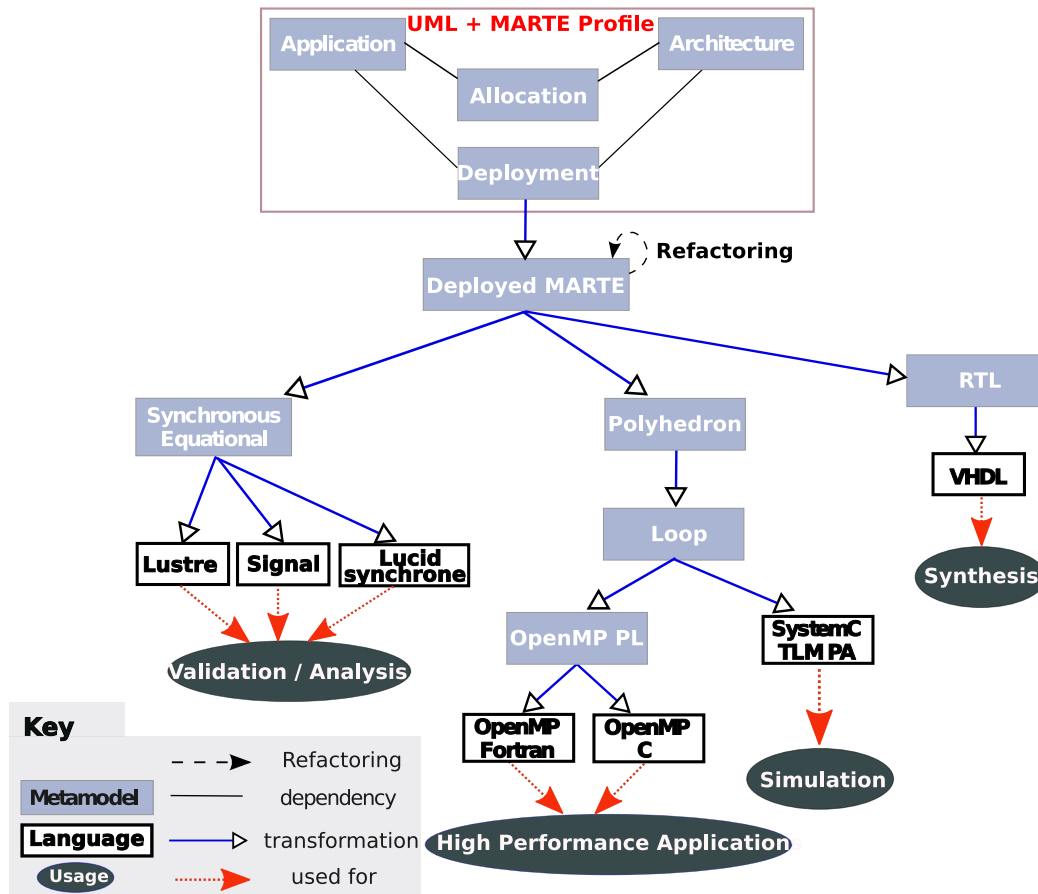 UML + MARTE Profile
Application
Architecture
Allocation
Deployment
Refactoring
Deployed MARTE
RTL
Synchronous
Equational
Polyhedron
VHDL
Loop
Lustre
Signal
Lucid
synchrone
Synthesis
OpenMP PL
SystemC
TLM PA
Validation / Analysis
OpenMP
Fortran
OpenMP
C
Simulation
High Performance Applications
Key
Refactoring
Metamodel
dependency
Language
transformation
Usage
used for